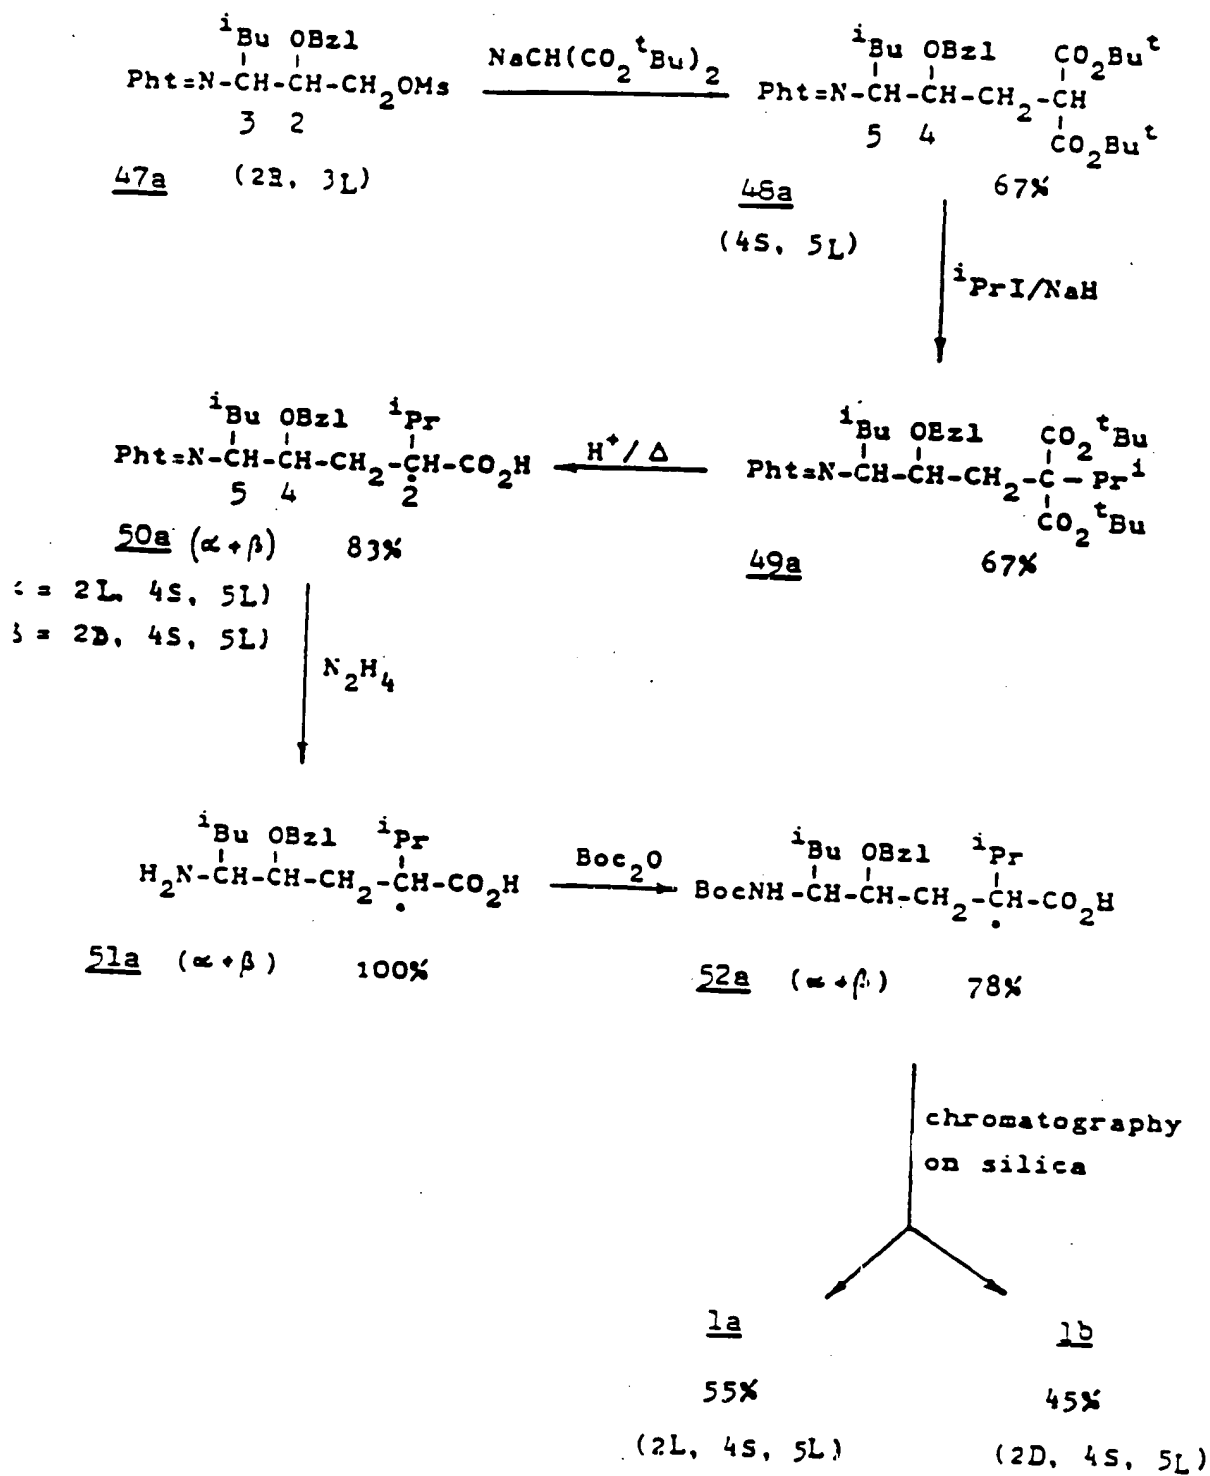 iBu OBzl
Pht=N-CH-CH-CH2OMs
3 2
47a (2R, 3L)
NaCH(CO2tBu)2
iBu OBzl CO2But
Pht=N-CH-CH-CH2-CH
5 4 CO2But
48a 67%
(4S, 5L)
iPrI/NaH
iBu OBzl iPr
Pht=N-CH-CH-CH2-CH-CO2H
5 4 2
50a (α+β) 83%
= 2L, 4S, 5L)
= 2D, 4S, 5L)
H+/Δ
iBu OBzl CO2tBu
Pht=N-CH-CH-CH2-C-Pri
CO2tBu
49a 67%
N2H4
iBu OBzl iPr
H2N-CH-CH-CH2-CH-CO2H
51a (α+β) 100%
Boc2O
iBu OBzl iPr
BocNH-CH-CH-CH2-CH-CO2H
52a (α+β) 78%
chromatography
on silica
1a 1b
55% 45%
(2L, 4S, 5L) (2D, 4S, 5L)